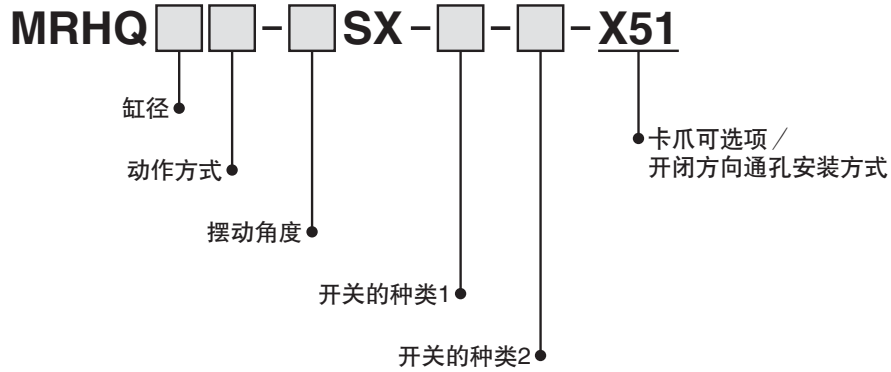 MRHQ□□-□SX-□-□-X51
缸径
卡爪可选项／
开闭方向通孔安装方式
动作方式
摆动角度
开关的种类1
开关的种类2